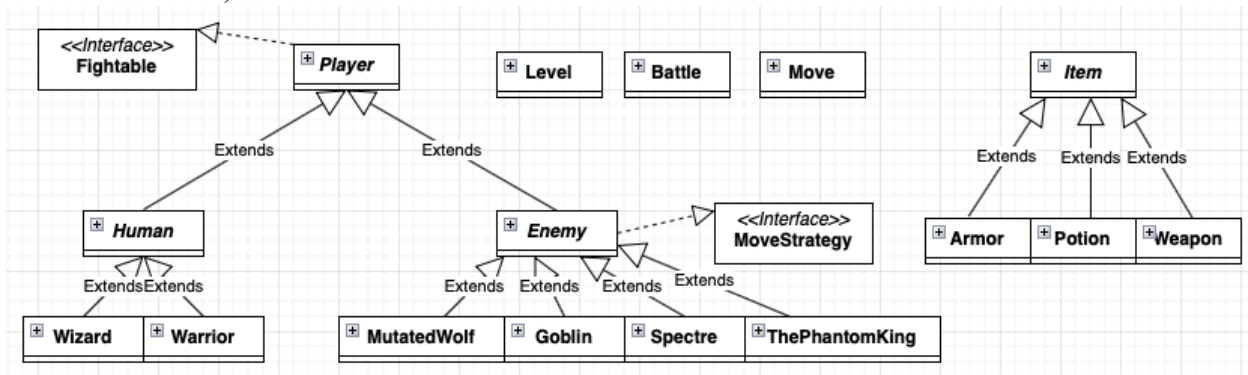 <<Interface>>
Fightable
Player
Level
Battle
Move
Item
Extends
Extends
Extends
Extends
Extends
Human
Enemy
<<Interface>>
MoveStrategy
Armor
Potion
Weapon
Extends
Extends
Extends
Extends
Extends
Extends
Wizard
Warrior
MutatedWolf
Goblin
Spectre
ThePhantomKing